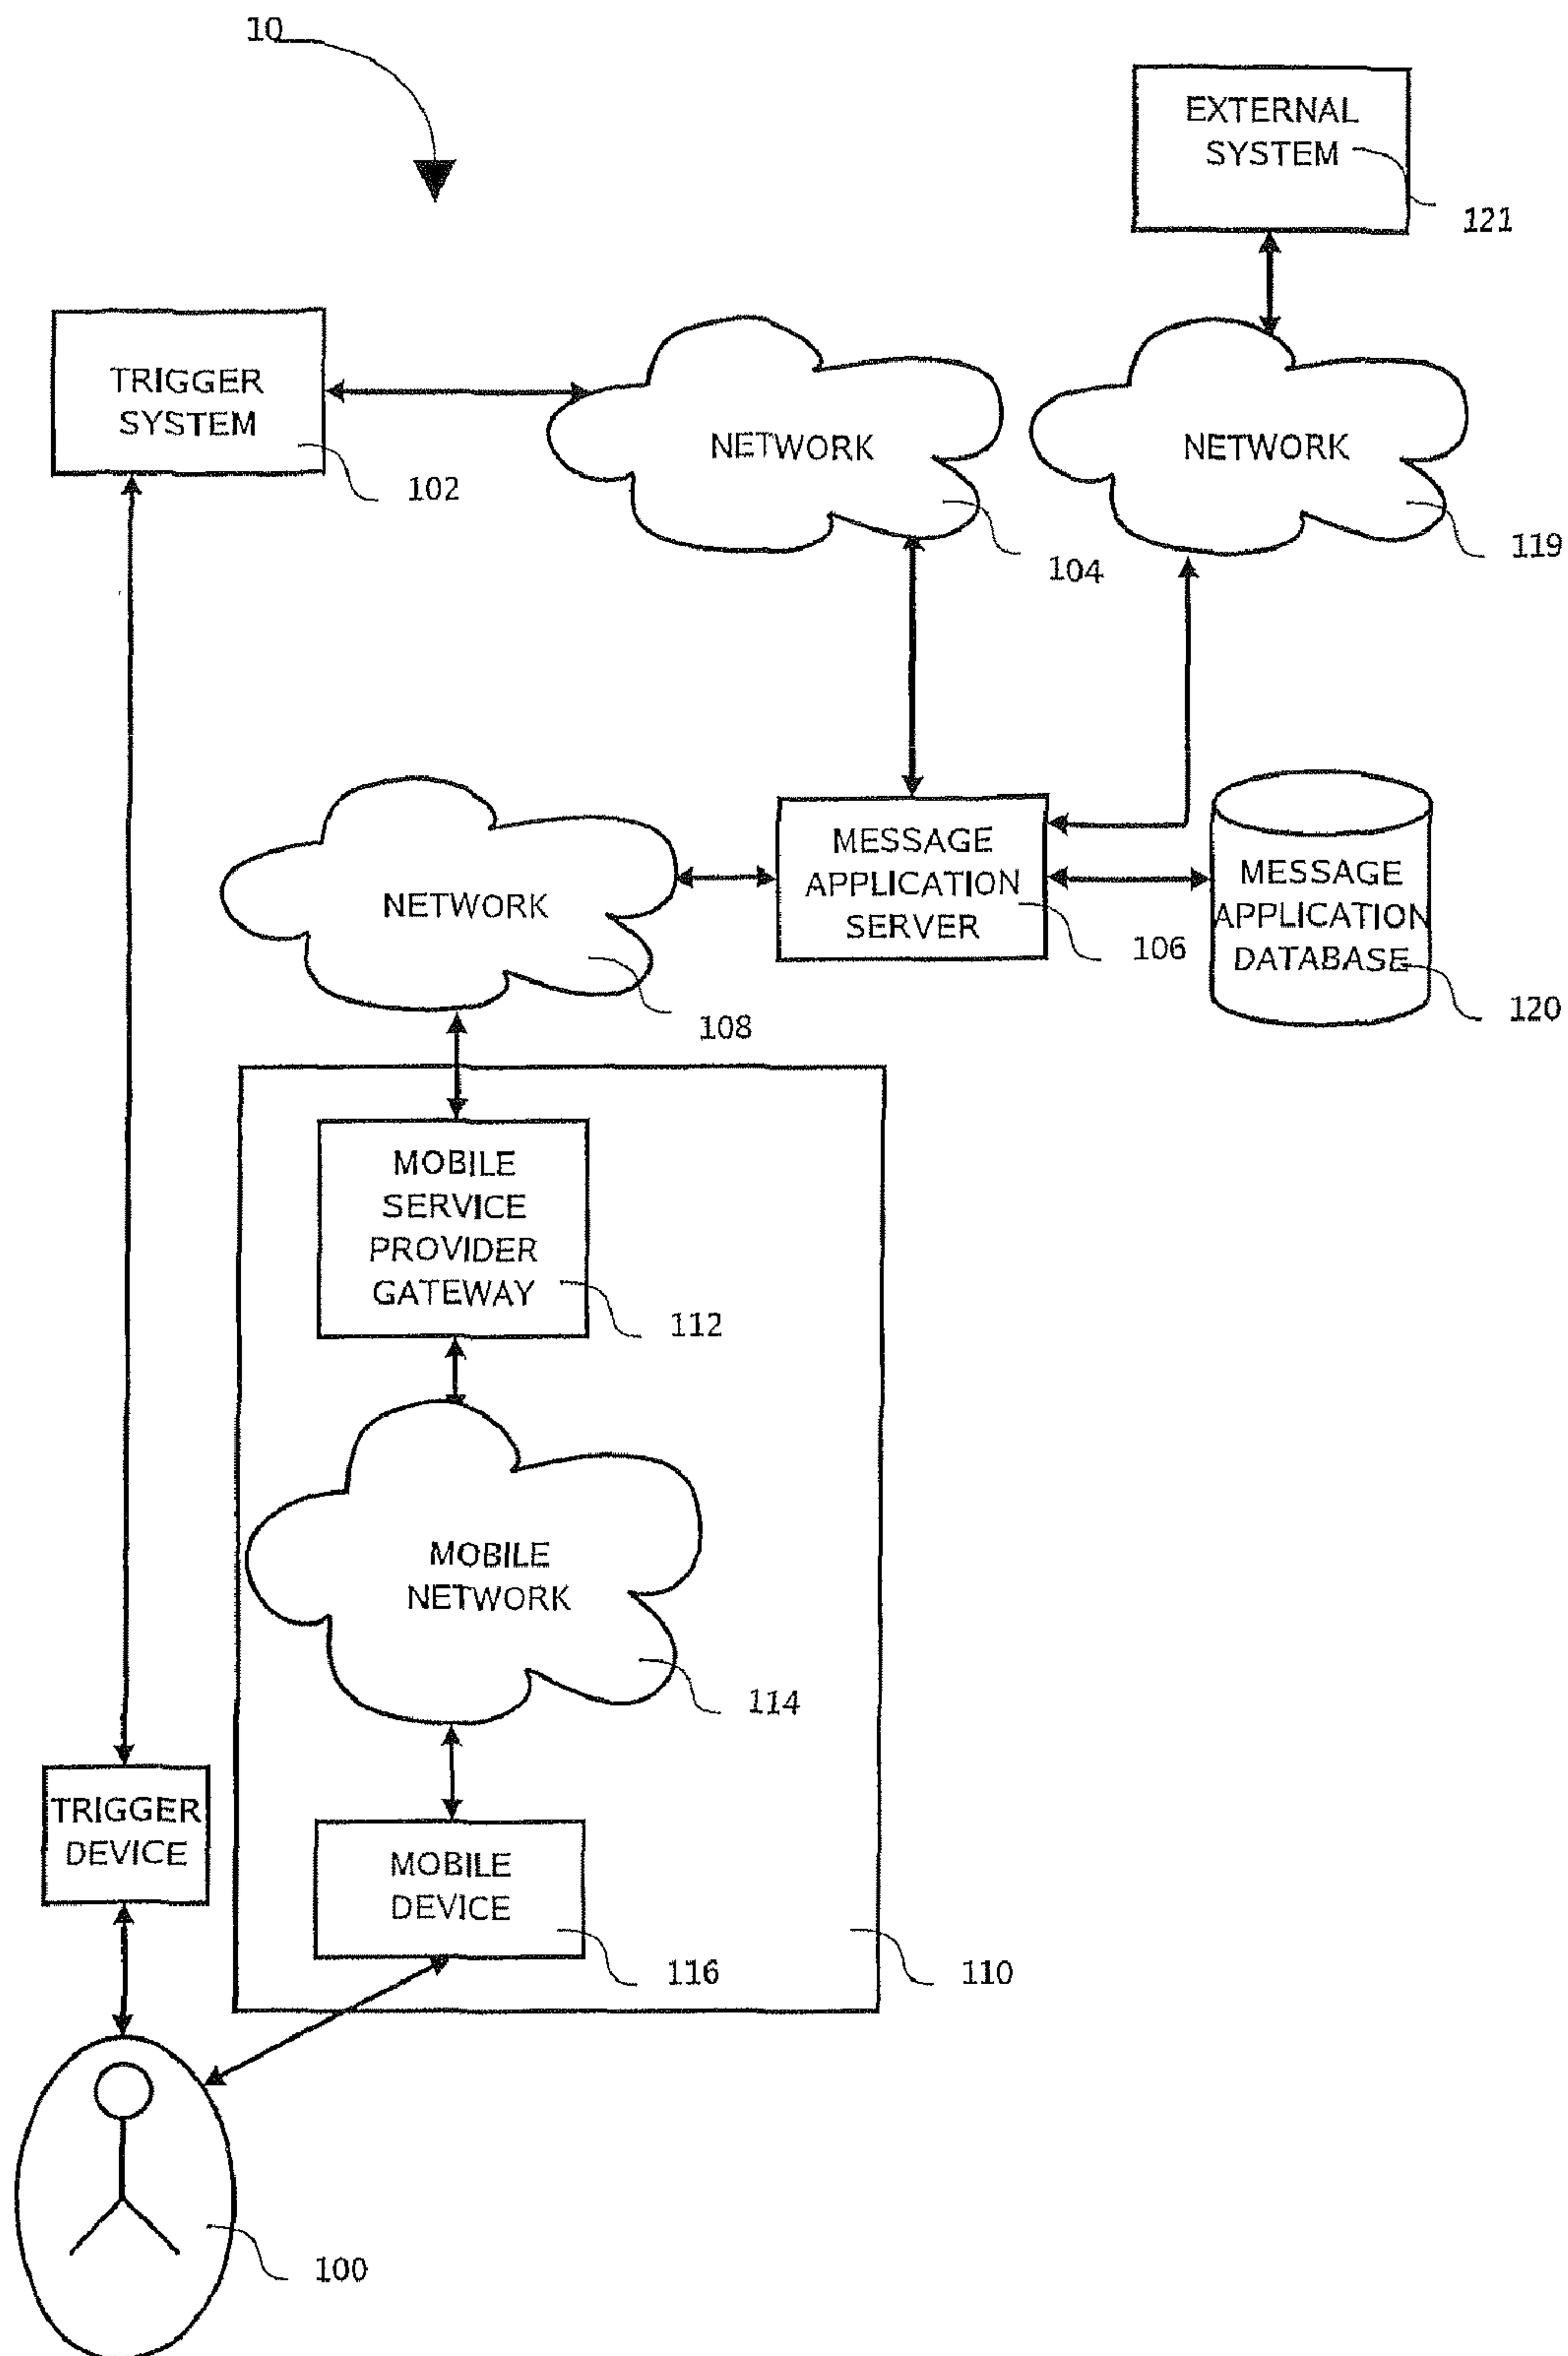 10
EXTERNAL
SYSTEM
121
TRIGGER
SYSTEM
102
NETWORK
104
NETWORK
119
MESSAGE
APPLICATION
SERVER
106
MESSAGE
APPLICATION
DATABASE
120
NETWORK
108
MOBILE
SERVICE
PROVIDER
GATEWAY
112
MOBILE
NETWORK
114
TRIGGER
DEVICE
MOBILE
DEVICE
116
110
100